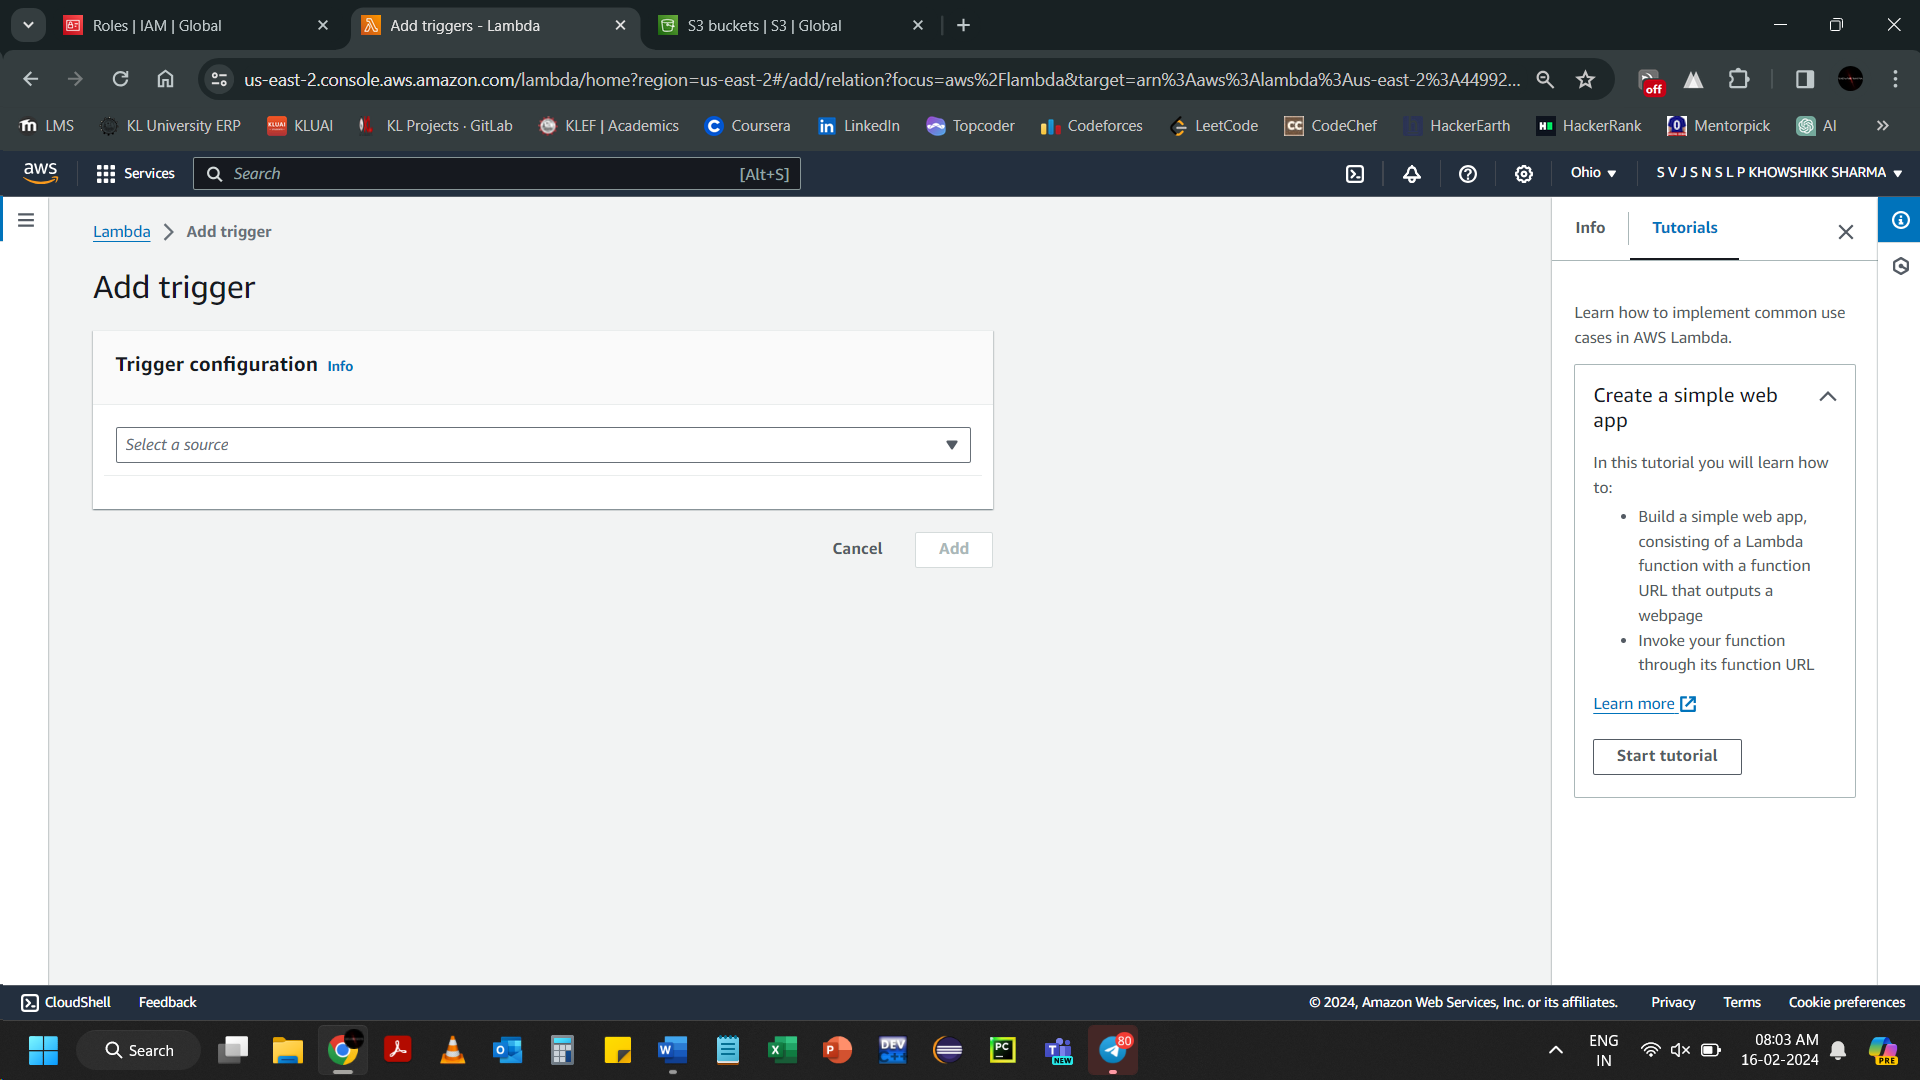 Roles | IAM | Global
Add triggers - Lambda
S3 buckets | S3 | Global
us-east-2.console.aws.amazon.com/lambda/home?region=us-east-2#/add/relation?focus=aws%2Flambda&target=arn%3Aaws%3Alambda%3Aus-east-2%3A44992...
off
LMS
KL University ERP
KLUAI
KLUAI
KL Projects · GitLab
KLEF | Academics
Coursera
LinkedIn
Topcoder
Codeforces
LeetCode
CodeChef
HackerEarth
HackerRank
Mentorpick
AI
aws
Services
Search
[Alt+S]
Ohio
S V J S N S L P KHOWSHIKK SHARMA
Lambda
Add trigger
Add trigger
Trigger configuration Info
Select a source
Cancel
Add
Info
Tutorials
Learn how to implement common use
cases in AWS Lambda.
Create a simple web
app
In this tutorial you will learn how
to:
• Build a simple web app,
consisting of a Lambda
function with a function
URL that outputs a
webpage
• Invoke your function
through its function URL
Learn more
Start tutorial
CloudShell
Feedback
© 2024, Amazon Web Services, Inc. or its affiliates.
Privacy
Terms
Cookie preferences
Search
DEV
PC
NEW
80
ENG
IN
08:03 AM
16-02-2024
PRE